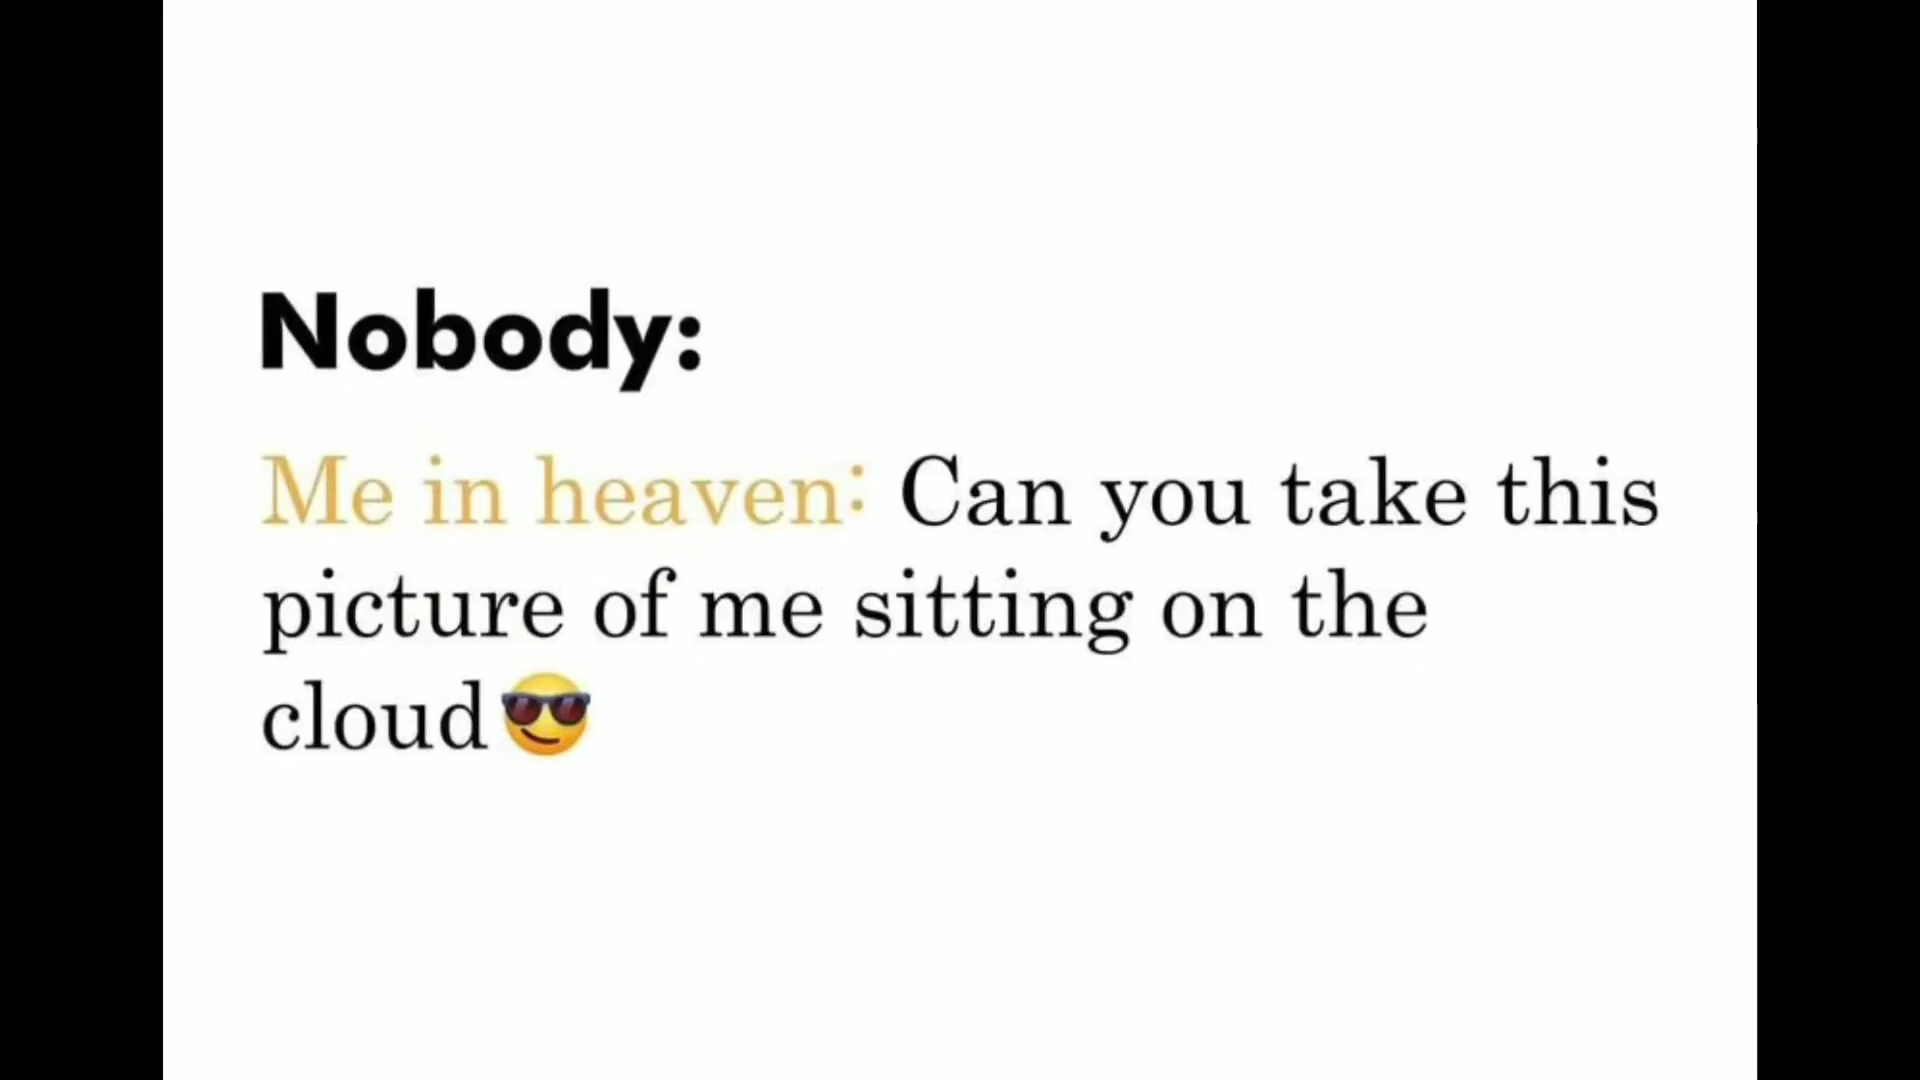 Nobody:
Me in heaven: Can you take this
picture of me sitting on the
cloud😎